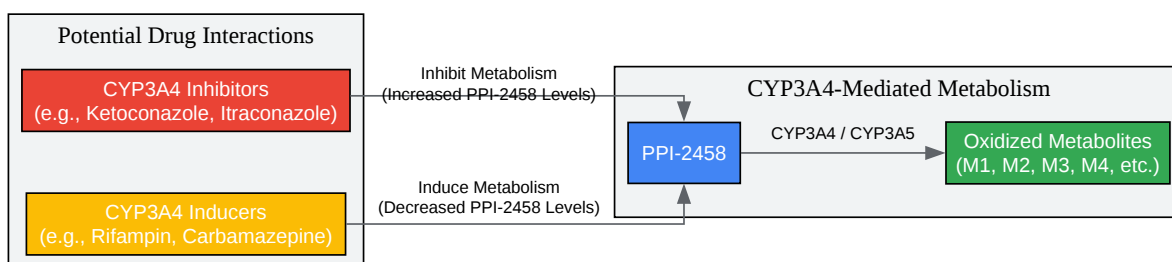 Potential Drug Interactions
CYP3A4 Inhibitors
(e.g., Ketoconazole, Itraconazole)
CYP3A4 Inducers
(e.g., Rifampin, Carbamazepine)
Inhibit Metabolism
(Increased PPI-2458 Levels)
Induce Metabolism
(Decreased PPI-2458 Levels)
CYP3A4-Mediated Metabolism
PPI-2458
CYP3A4 / CYP3A5
Oxidized Metabolites
(M1, M2, M3, M4, etc.)